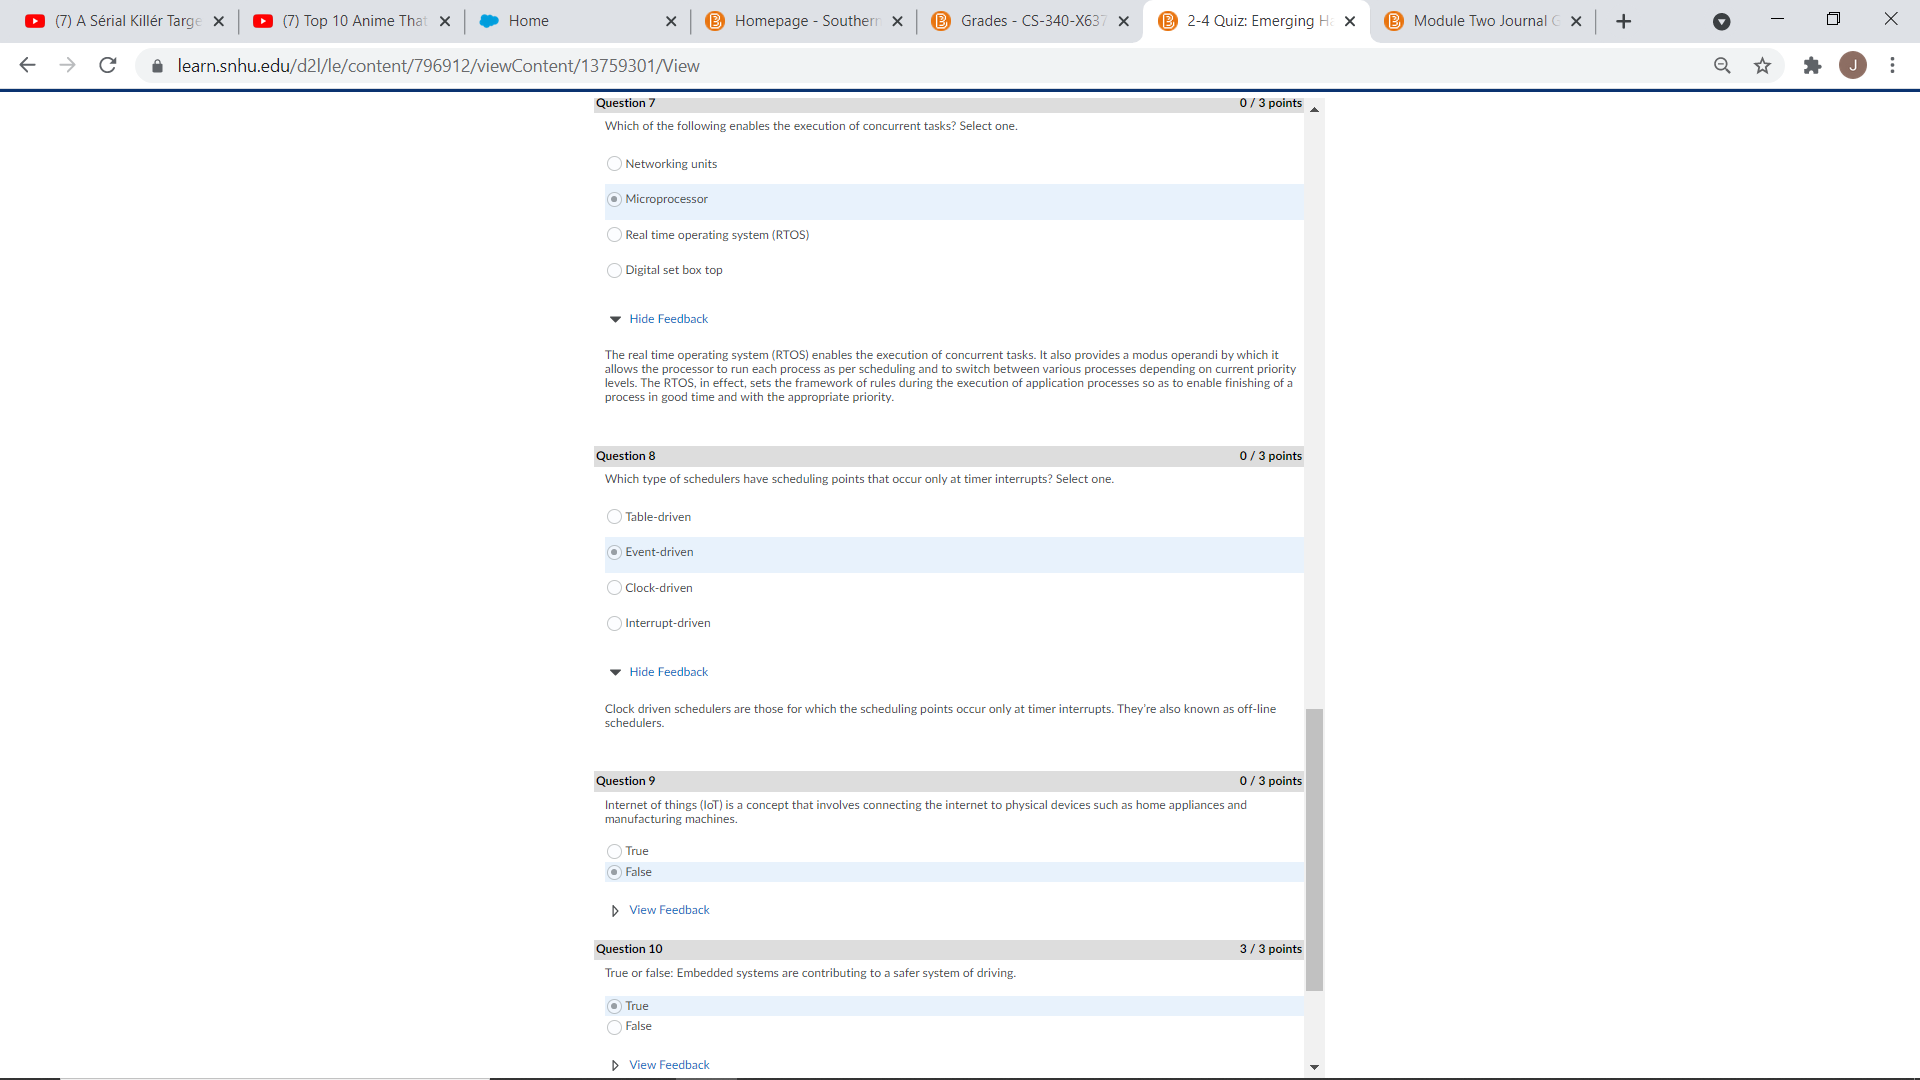 (7) A Sérial Killér Targe
(7) Top 10 Anime That
Home
Homepage - Southern
Grades - CS-340-X637
2-4 Quiz: Emerging Ha
Module Two Journal G
learn.snhu.edu/d2l/le/content/796912/viewContent/13759301/View
J
Question 7 0 / 3 points
Which of the following enables the execution of concurrent tasks? Select one.
Networking units
Microprocessor
Real time operating system (RTOS)
Digital set box top
Hide Feedback
The real time operating system (RTOS) enables the execution of concurrent tasks. It also provides a modus operandi by which it
allows the processor to run each process as per scheduling and to switch between various processes depending on current priority
levels. The RTOS, in effect, sets the framework of rules during the execution of application processes so as to enable finishing of a
process in good time and with the appropriate priority.
Question 8 0 / 3 points
Which type of schedulers have scheduling points that occur only at timer interrupts? Select one.
Table-driven
Event-driven
Clock-driven
Interrupt-driven
Hide Feedback
Clock driven schedulers are those for which the scheduling points occur only at timer interrupts. They're also known as off-line
schedulers.
Question 9 0 / 3 points
Internet of things (IoT) is a concept that involves connecting the internet to physical devices such as home appliances and
manufacturing machines.
True
False
View Feedback
Question 10 3 / 3 points
True or false: Embedded systems are contributing to a safer system of driving.
True
False
View Feedback